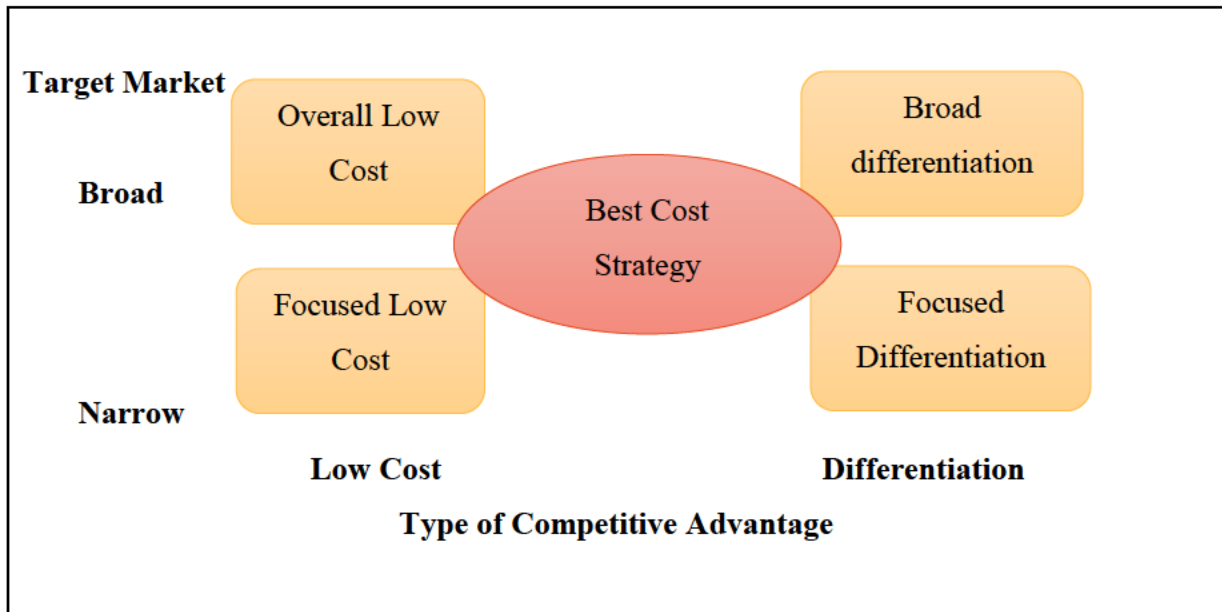 Target Market
Overall Low
Cost
Broad
differentiation
Broad
Best Cost
Strategy
Focused Low
Cost
Focused
Differentiation
Narrow
Low Cost
Differentiation
Type of Competitive Advantage